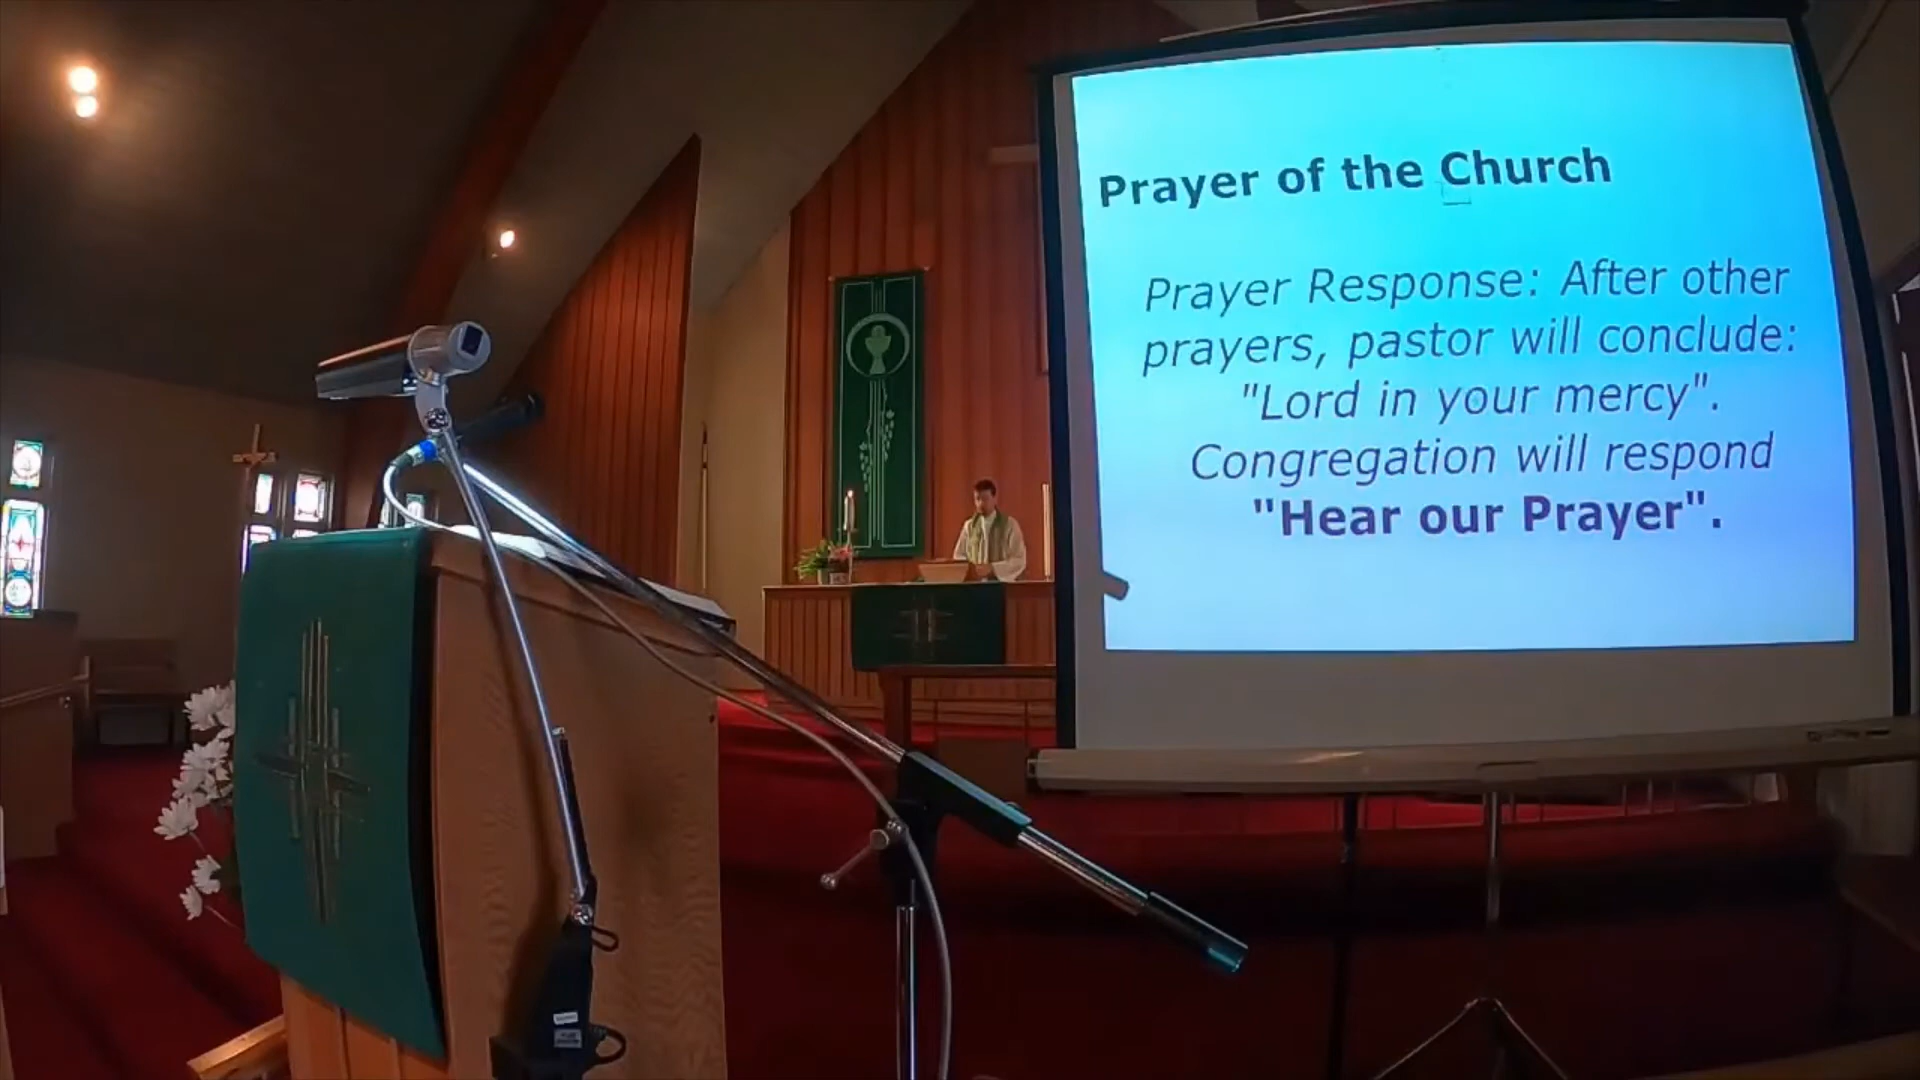 Prayer of the Church
Prayer Response: After other
prayers, pastor will conclude:
"Lord in your mercy".
Congregation will respond
"Hear our Prayer".